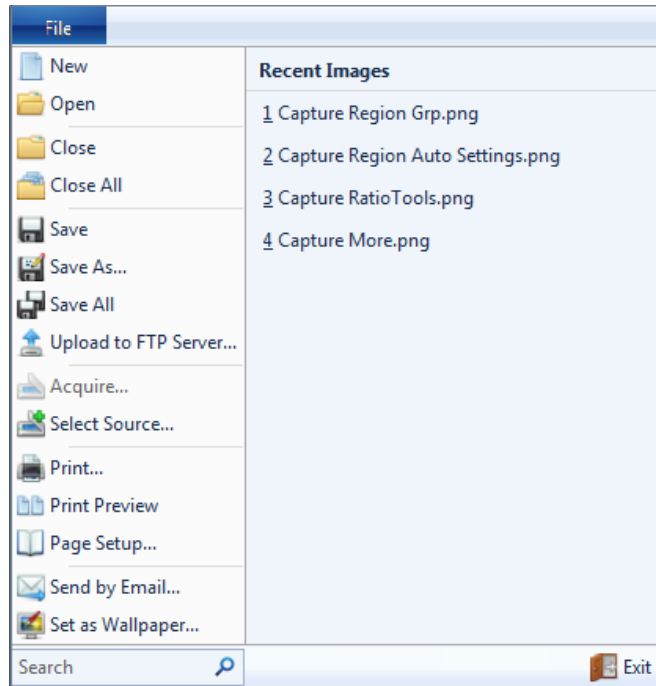 File
New
Open
Close
Close All
Save
Save As...
Save All
Upload to FTP Server...
Acquire...
Select Source...
Print...
Print Preview
Page Setup...
Send by Email...
Set as Wallpaper...
Recent Images
1 Capture Region Grp.png
2 Capture Region Auto Settings.png
3 Capture RatioTools.png
4 Capture More.png
Search
Exit